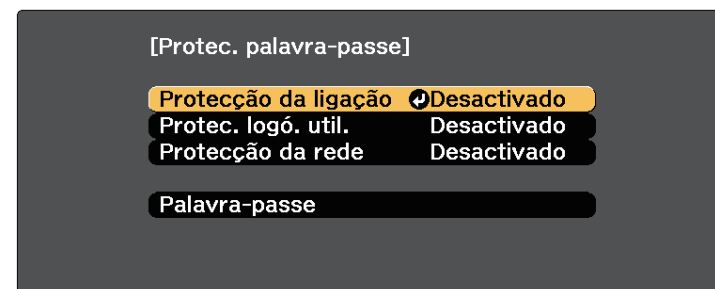 [Protec. palavra-passe]
Protecção da ligação Desactivado
Protec. logó. util. Desactivado
Protecção da rede Desactivado
Palavra-passe